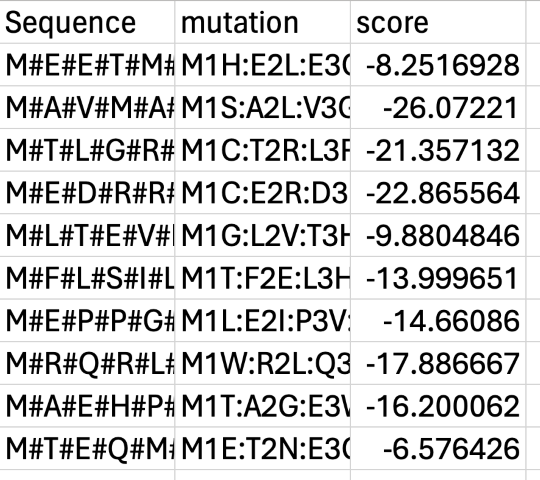 Sequence mutation score
M#E#E#T#M# M1H:E2L:E3 -8.2516928
M#A#V#M#A# M1S:A2L:V3G -26.07221
M#T#L#G#R# M1C:T2R:L3F -21.357132
M#E#D#R#R# M1C:E2R:D3 -22.865564
M#L#T#E#V# M1G:L2V:T3H -9.8804846
M#F#L#S#I#L M1T:F2E:L3H -13.999651
M#E#P#P#G# M1L:E2I:P3V: -14.66086
M#R#Q#R#L# M1W:R2L:Q3 -17.886667
M#A#E#H#P# M1T:A2G:E3 -16.200062
M#T#E#Q#M# M1E:T2N:E3 -6.576426